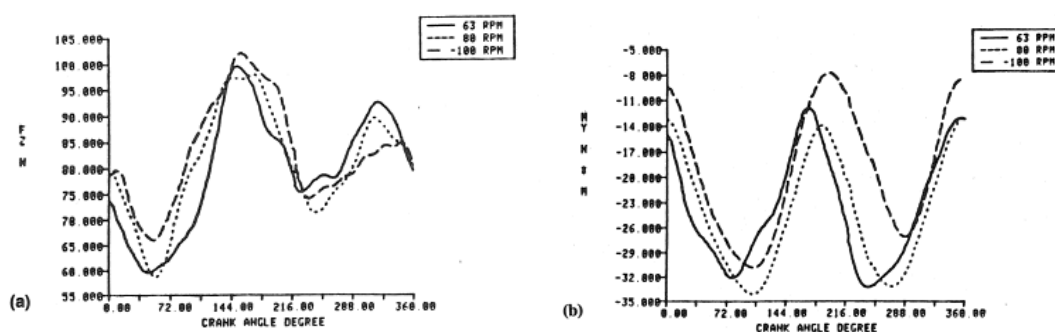 (a)
63 RPM
80 RPM
-100 RPM
105.000
100.000
95.000
90.000
85.000
80.000
75.000
70.000
65.000
60.000
55.000
FZ N
0.00 72.00 144.00 216.00 288.00 360.00
CRANK ANGLE DEGREE
(b)
63 RPM
80 RPM
-100 RPM
-5.000
-8.000
-11.000
-14.000
-17.000
-20.000
-23.000
-26.000
-29.000
-32.000
-35.000
MY N * M
0.00 72.00 144.00 216.00 288.00 360.00
CRANK ANGLE DEGREE